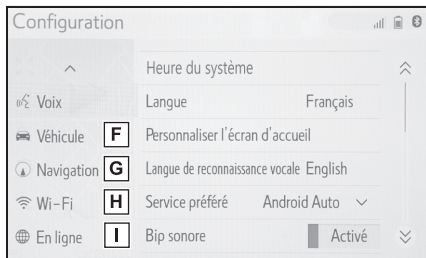 Configuration
Heure du système
Voix
Langue Français
Véhicule F Personnaliser l'écran d'accueil
Navigation G Langue de reconnaissance vocale English
Wi-Fi H Service préféré Android Auto
En ligne I Bip sonore Activé